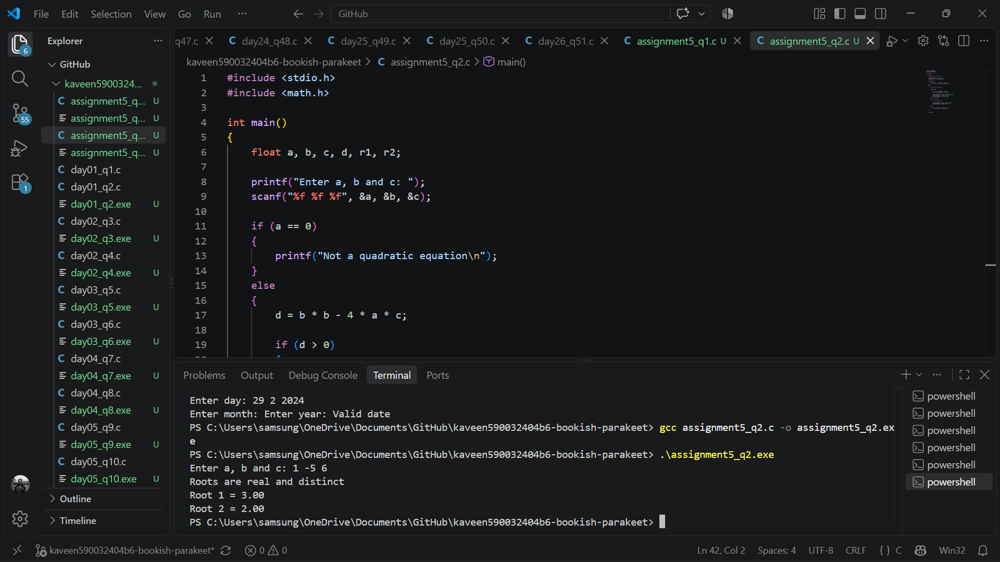 File Edit Selection View Go Run ... GitHub
Explorer ...
6
GitHub
kaveen5900324...
assignment5_q... U
assignment5_q... U
55
assignment5_q... U
assignment5_q... U
day01_q1.c
day01_q2.c
1
day01_q2.exe U
day02_q3.c
day02_q3.exe U
day02_q4.c
day02_q4.exe U
day03_q5.c
day03_q5.exe U
day03_q6.c
day03_q6.exe U
day04_q7.c
day04_q7.exe U
day04_q8.c
day04_q8.exe U
day05_q9.c
day05_q9.exe U
day05_q10.c
day05_q10.exe U
Outline
Timeline
q47.c C day24_q48.c C day25_q49.c C day25_q50.c C day26_q51.c C assignment5_q1.c U C assignment5_q2.c U
kaveen590032404b6-bookish-parakeet > C assignment5_q2.c > main()
1 #include <stdio.h>
2 #include <math.h>
3
4 int main()
5 {
6 float a, b, c, d, r1, r2;
7
8 printf("Enter a, b and c: ");
9 scanf("%f %f %f", &a, &b, &c);
10
11 if (a == 0)
12 {
13 printf("Not a quadratic equation\n");
14 }
15 else
16 {
17 d = b * b - 4 * a * c;
18
19 if (d > 0)
Problems Output Debug Console Terminal Ports
Enter day: 29 2 2024
Enter month: Enter year: Valid date
PS C:\Users\samsung\OneDrive\Documents\GitHub\kaveen590032404b6-bookish-parakeet> gcc assignment5_q2.c -o assignment5_q2.ex
e
PS C:\Users\samsung\OneDrive\Documents\GitHub\kaveen590032404b6-bookish-parakeet> .\assignment5_q2.exe
Enter a, b and c: 1 -5 6
Roots are real and distinct
Root 1 = 3.00
Root 2 = 2.00
PS C:\Users\samsung\OneDrive\Documents\GitHub\kaveen590032404b6-bookish-parakeet>
powershell
powershell
powershell
powershell
powershell
powershell
kaveen590032404b6-bookish-parakeet* 0 0 Ln 42, Col 2 Spaces: 4 UTF-8 CRLF {} C Win32